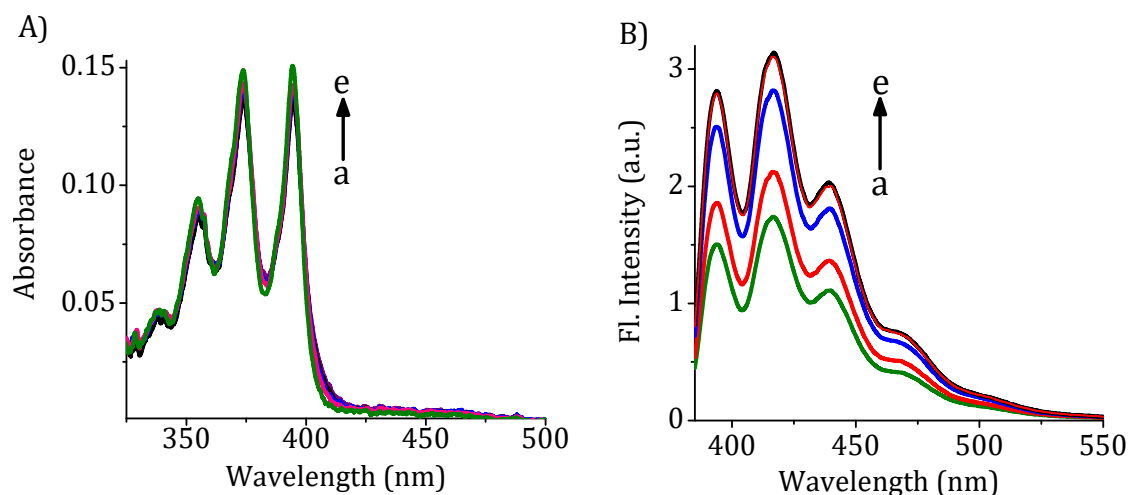 A)
0.15
0.10
0.05
Absorbance
e
a
350 400 450 500
Wavelength (nm)
B)
3
2
1
0
Fl. Intensity (a.u.)
e
a
400 450 500 550
Wavelength (nm)